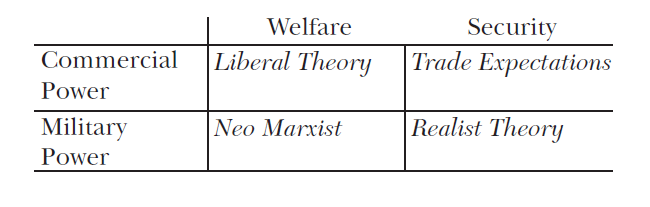 Welfare Security
Commercial Power Liberal Theory Trade Expectations
Military Power Neo Marxist Realist Theory